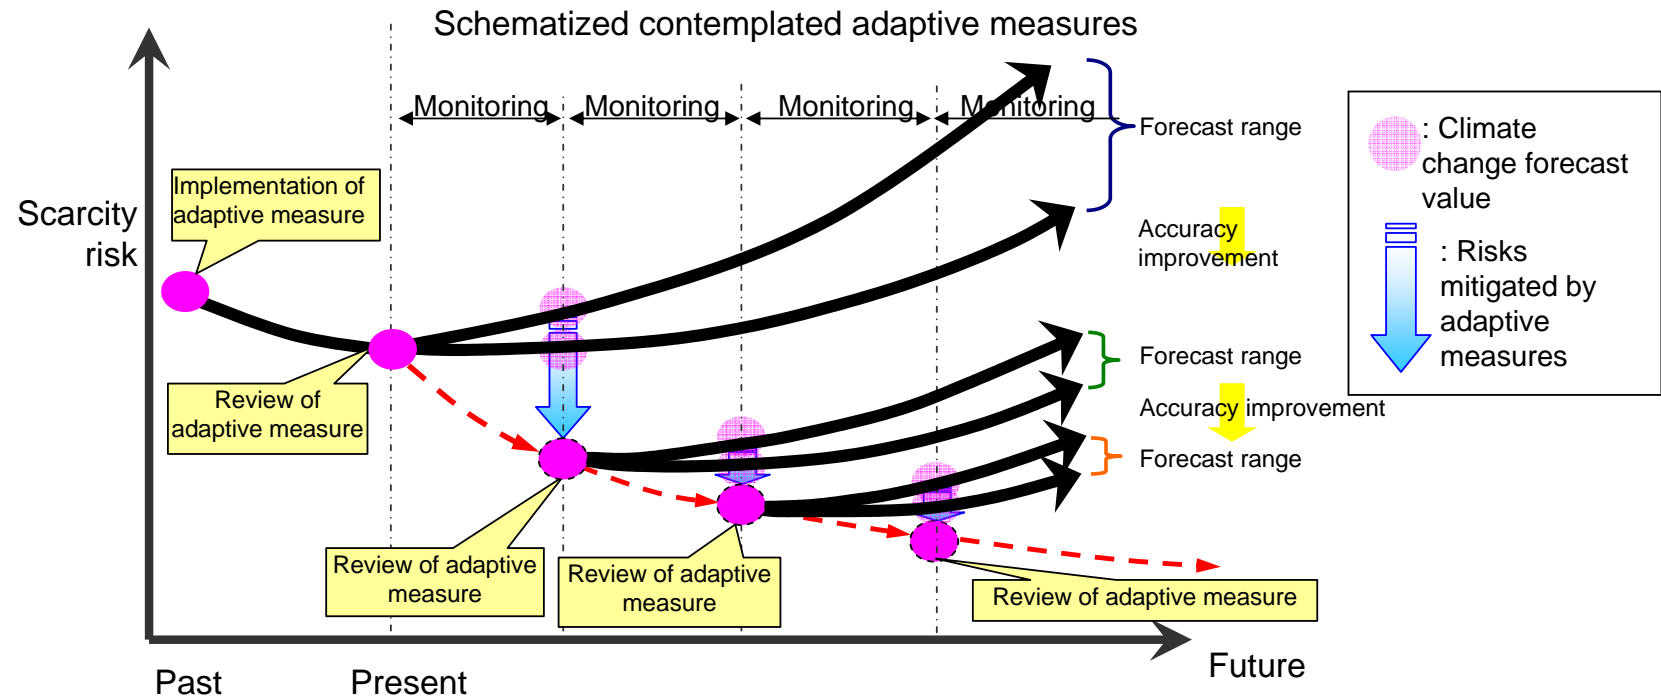 Schematized contemplated adaptive measures
Monitoring
Monitoring
Monitoring
Monitoring
Forecast range
: Climate
change forecast
value
Implementation of
adaptive measure
Scarcity
risk
Accuracy
improvement
: Risks
mitigated by
adaptive
measures
Forecast range
Review of
adaptive measure
Accuracy improvement
Forecast range
Review of adaptive
measure
Review of adaptive
measure
Review of adaptive measure
Future
Past
Present